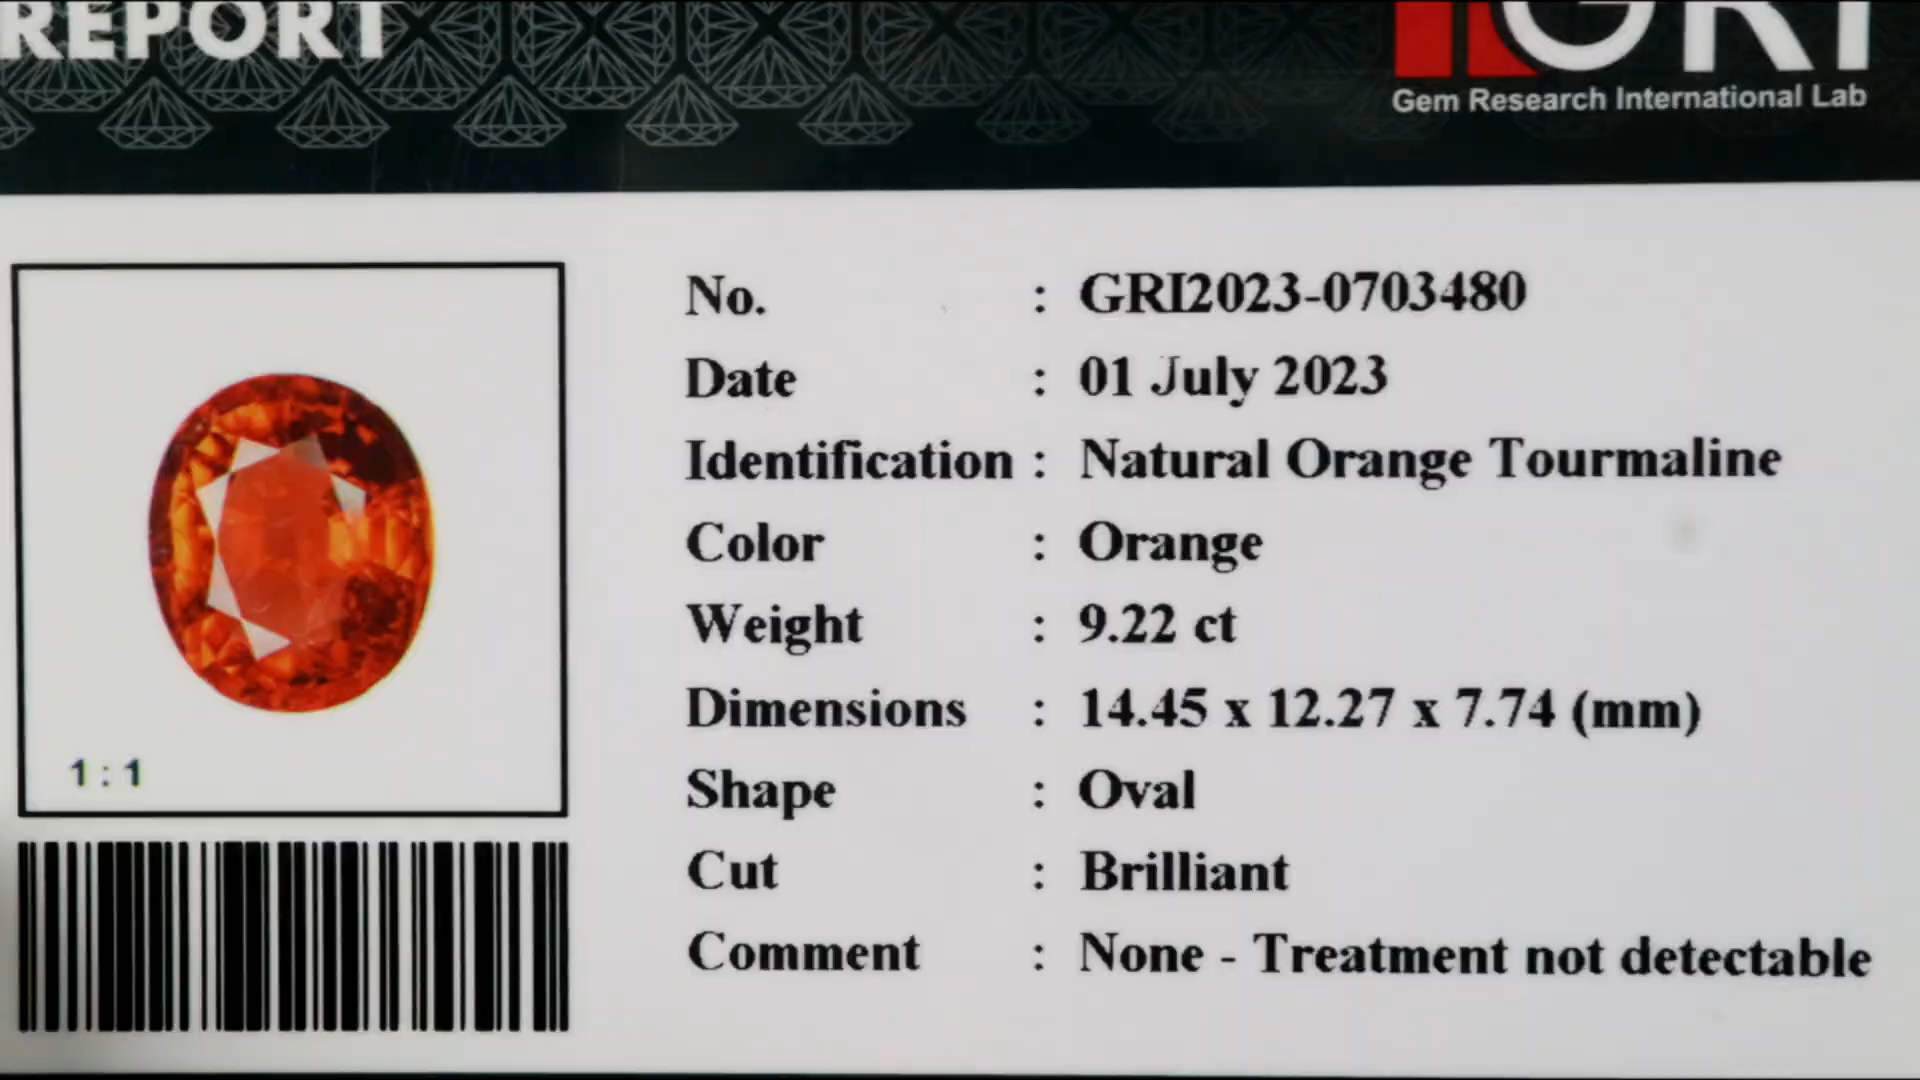 REPORT
GRI
Gem Research International Lab
No. : GRI2023-0703480
Date : 01 July 2023
Identification : Natural Orange Tourmaline
Color : Orange
Weight : 9.22 ct
Dimensions : 14.45 x 12.27 x 7.74 (mm)
Shape : Oval
Cut : Brilliant
Comment : None - Treatment not detectable
1 : 1